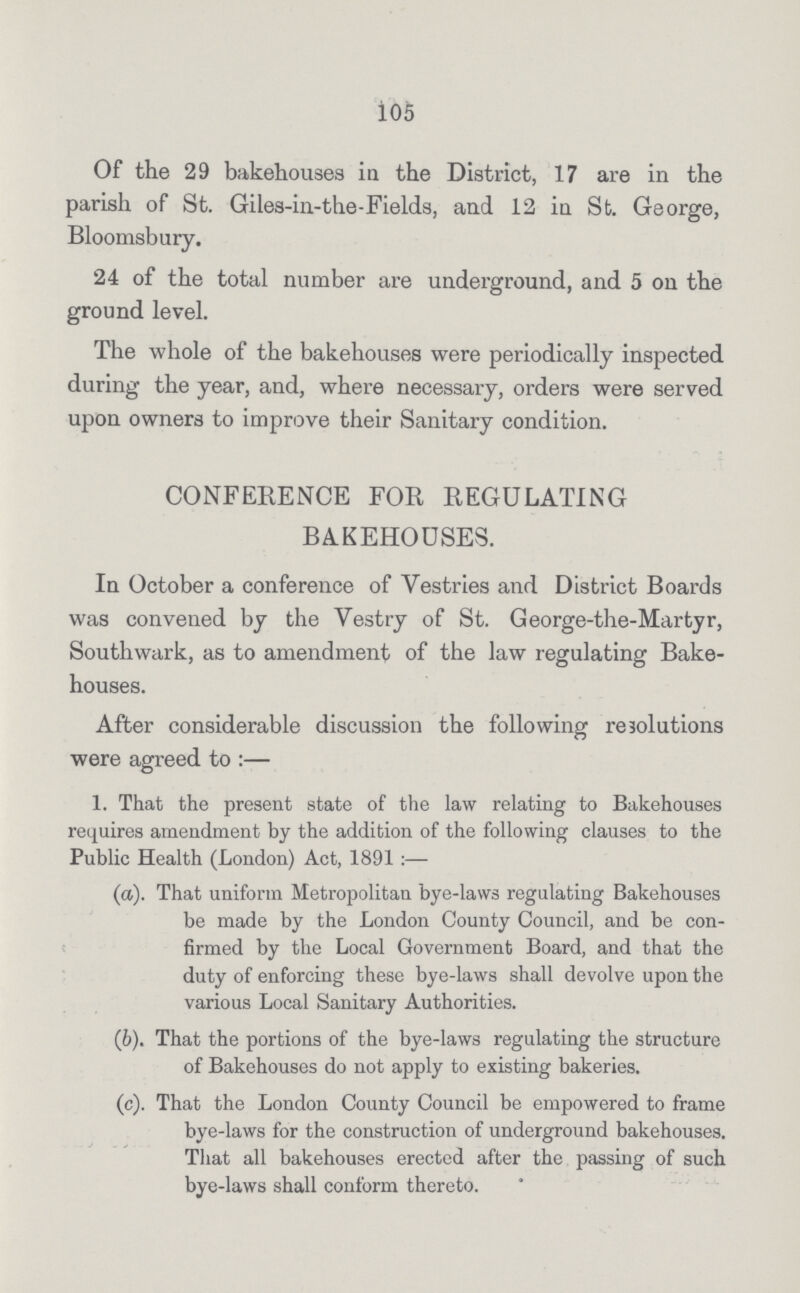 105
Of the 29 bakehouses in the District, 17 are in the
parish of St. Giles-in-the-Fields, and 12 in St. George,
Bloomsbury.
24 of the total number are underground, and 5 on the
ground level.
The whole of the bakehouses were periodically inspected
during the year, and, where necessary, orders were served
upon owners to improve their Sanitary condition.
CONFERENCE FOR REGULATING
BAKEHOUSES.
In October a conference of Vestries and District Boards
was convened by the Vestry of St. George-the-Martyr,
Southwark, as to amendment of the law regulating Bake-
houses.
After considerable discussion the following resolutions
were agreed to :—
1. That the present state of the law relating to Bakehouses
requires amendment by the addition of the following clauses to the
Public Health (London) Act, 1891 :—
(a). That uniform Metropolitan bye-laws regulating Bakehouses
be made by the London County Council, and be con-
firmed by the Local Government Board, and that the
duty of enforcing these bye-laws shall devolve upon the
various Local Sanitary Authorities.
(b). That the portions of the bye-laws regulating the structure
of Bakehouses do not apply to existing bakeries.
(c). That the London County Council be empowered to frame
bye-laws for the construction of underground bakehouses.
That all bakehouses erected after the passing of such
bye-laws shall conform thereto.